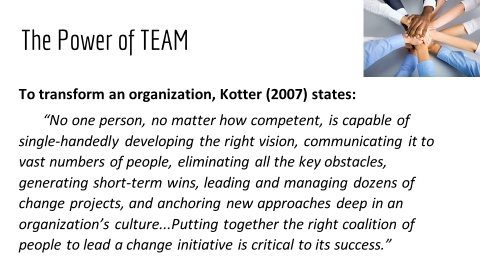 The Power of TEAM
To transform an organization, Kotter (2007) states:
“No one person, no matter how competent, is capable of
single-handedly developing the right vision, communicating it to
vast numbers of people, eliminating all the key obstacles,
generating short-term wins, leading and managing dozens of
change projects, and anchoring new approaches deep in an
organization’s culture...Putting together the right coalition of
people to lead a change initiative is critical to its success.”